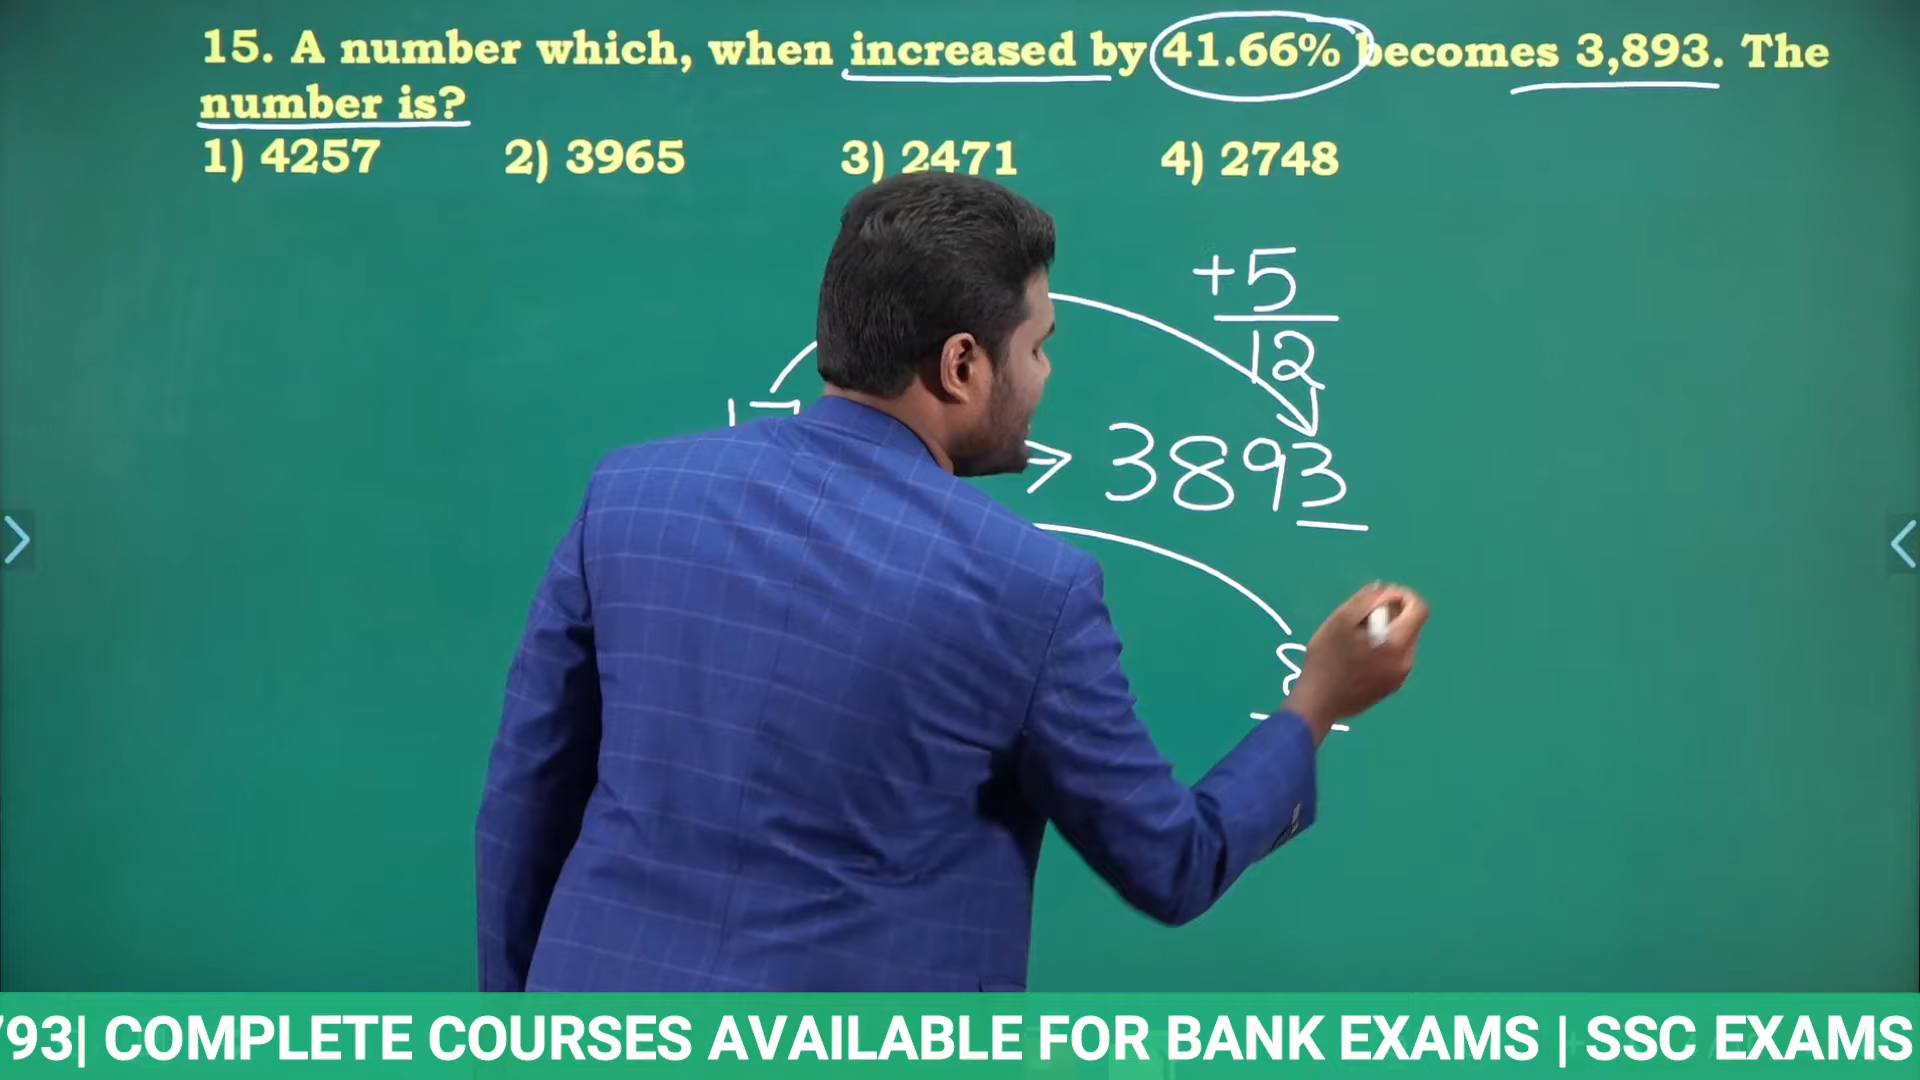 15. A number which, when increased by 41.66% becomes 3,893. The
number is?
1) 4257 2) 3965 3) 2471 4) 2748
+5
12
17
→ 3893
793| COMPLETE COURSES AVAILABLE FOR BANK EXAMS | SSC EXAMS